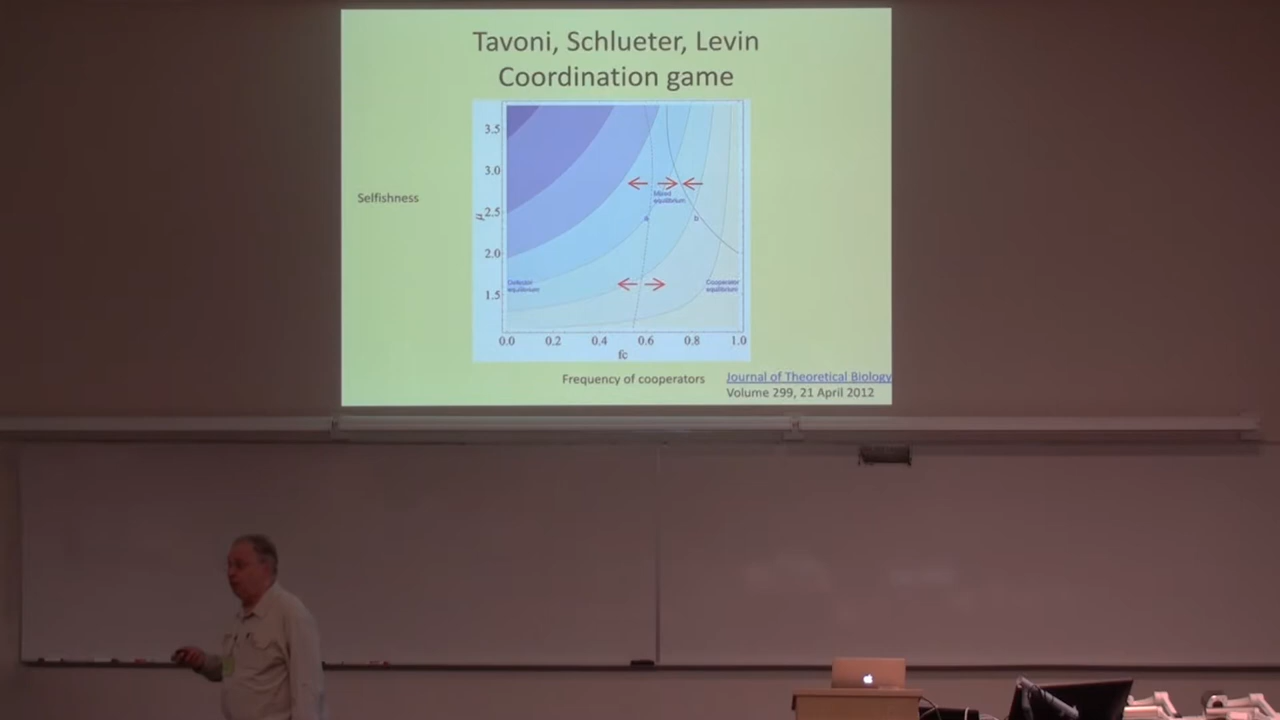 Tavoni, Schlueter, Levin
Coordination game
Selfishness
3.5
3.0
μ 2.5
2.0
1.5
Mixed
equilibrium
a
b
Defector
equilibrium
Cooperator
equilibrium
0.0 0.2 0.4 0.6 0.8 1.0
fc
Frequency of cooperators
Journal of Theoretical Biology
Volume 299, 21 April 2012